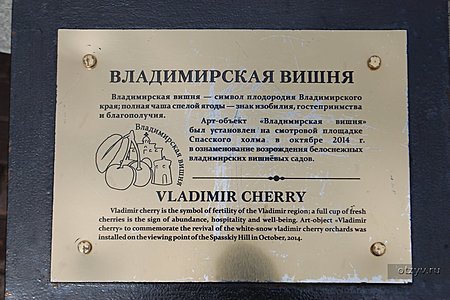 ВЛАДИМИРСКАЯ ВИШНЯ
Владимирская вишня — символ плодородия Владимирского
края; полная чаша спелой ягоды — знак изобилия, гостеприимства
и благополучия.
Арт-объект «Владимирская вишня»
был установлен на смотровой площадке
Спасского холма в октябре 2014 г.
в ознаменование возрождения белоснежных
владимирских вишнёвых садов.
Владимирская вишня
VLADIMIR CHERRY
Vladimir cherry is the symbol of fertility of the Vladimir region; a full cup of fresh
cherries is the sign of abundance, hospitality and well-being. Art-object «Vladimir
cherry» to commemorate the revival of the white-snow vladimir cherry orchards was
installed on the viewing point of the Spasskiy Hill in October, 2014.
otzyv.ru